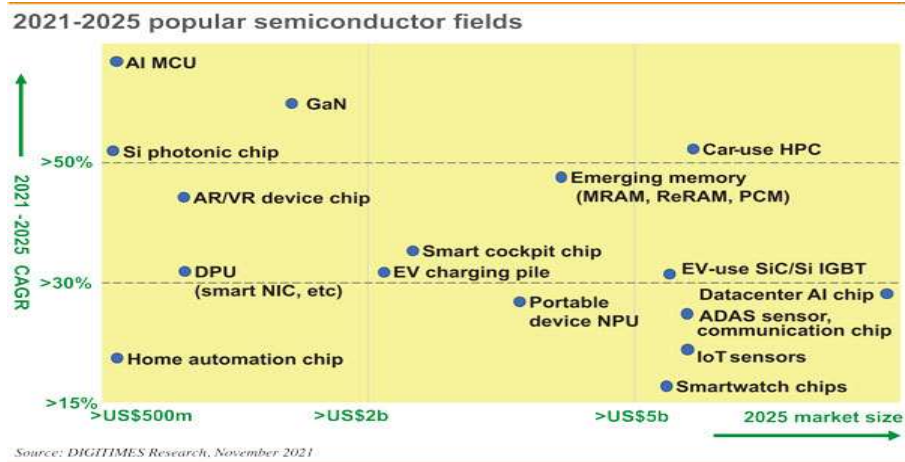 2021-2025 popular semiconductor fields
AI MCU
GaN
Si photonic chip
Car-use HPC
>50%
Emerging memory
(MRAM, ReRAM, PCM)
AR/VR device chip
2021 -2025 CAGR
Smart cockpit chip
DPU
(smart NIC, etc)
EV charging pile
EV-use SiC/Si IGBT
>30%
Datacenter AI chip
Portable
device NPU
ADAS sensor,
communication chip
Home automation chip
IoT sensors
Smartwatch chips
>15%
>US$500m
>US$2b
>US$5b
2025 market size
Source: DIGITIMES Research, November 2021